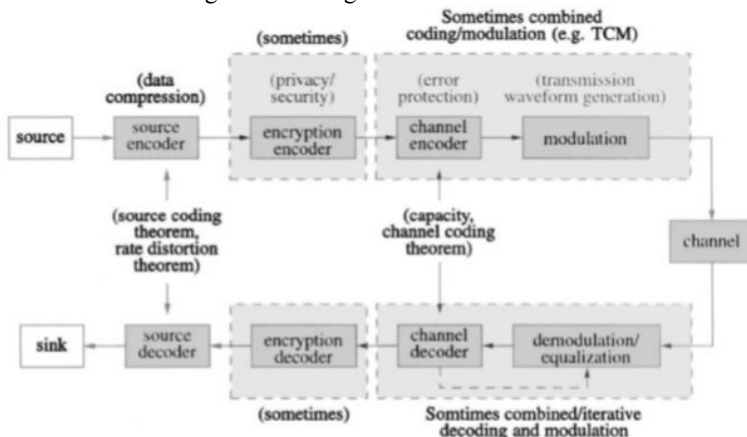 Sometimes combined
coding/modulation (e.g. TCM)
(sometimes)
(data
compression)
(privacy/
security)
(error
protection)
(transmission
waveform generation)
source
source
encoder
encryption
encoder
channel
encoder
modulation
(source coding
theorem,
rate distortion
theorem)
(capacity,
channel coding
theorem)
channel
sink
source
decoder
encryption
decoder
channel
decoder
demodulation/
equalization
(sometimes)
Somtimes combined/iterative
decoding and modulation